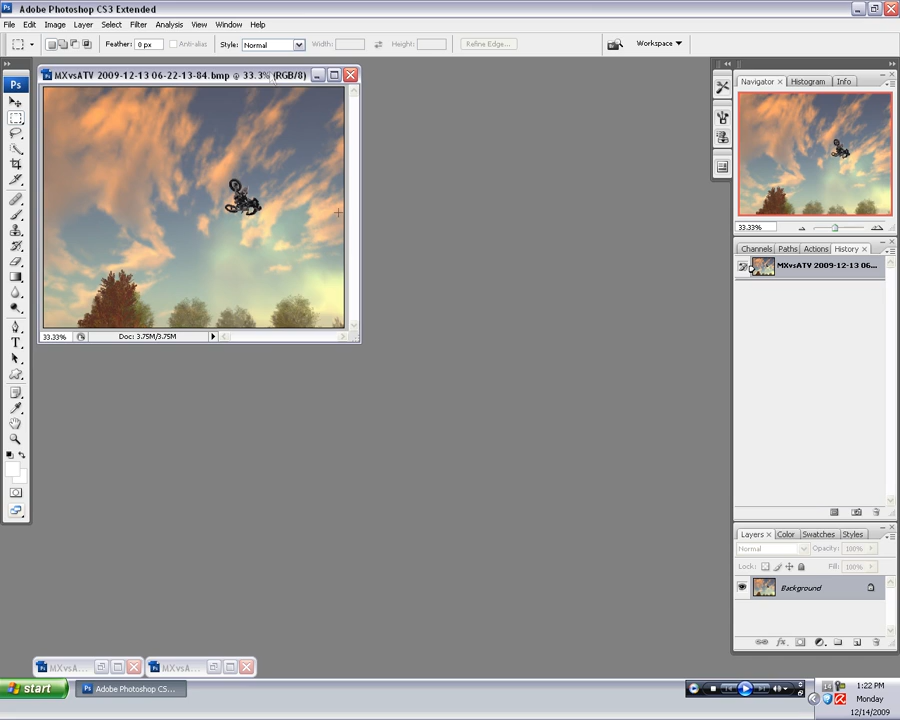 Adobe Photoshop CS3 Extended
File Edit Image Layer Select Filter Analysis View Window Help
Feather: 0 px Anti-alias Style: Normal Width: Height: Refine Edge... Workspace
MXvsATV 2009-12-13 06-22-13-84.bmp @ 33.3% (RGB/8)
Ps
T
33.33% Doc: 3.75M/3.75M
Navigator Histogram Info
33.33%
Channels Paths Actions History
MXvsATV 2009-12-13 06...
Layers Color Swatches Styles
Normal Opacity: 100%
Lock: Fill: 100%
Background
MXvsA... MXvsA...
start Adobe Photoshop CS... 1:22 PM
Monday
12/14/2009